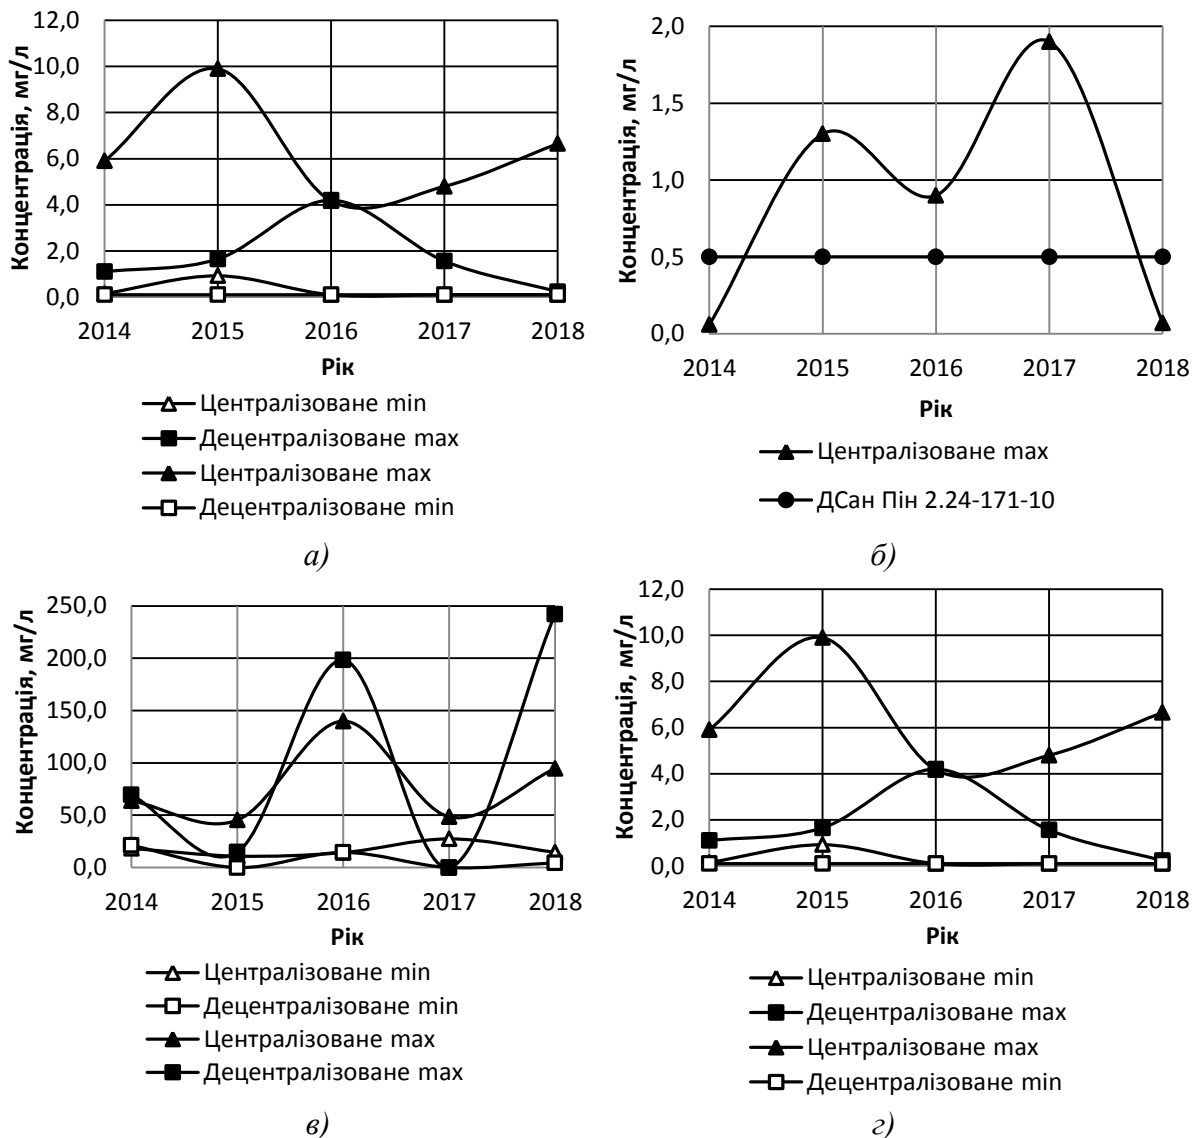 Концентрація, мг/л
12,0
10,0
8,0
6,0
4,0
2,0
0,0
2014 2015 2016 2017 2018
Рік
Централізоване min
Децентралізоване max
Централізоване max
Децентралізоване min
а)
Концентрація, мг/л
2,0
1,5
1,0
0,5
0,0
2014 2015 2016 2017 2018
Рік
Централізоване max
ДСан Пін 2.24-171-10
б)
Концентрація, мг/л
250,0
200,0
150,0
100,0
50,0
0,0
2014 2015 2016 2017 2018
Рік
Централізоване min
Децентралізоване min
Централізоване max
Децентралізоване max
в)
Концентрація, мг/л
12,0
10,0
8,0
6,0
4,0
2,0
0,0
2014 2015 2016 2017 2018
Рік
Централізоване min
Децентралізоване max
Централізоване max
Децентралізоване min
г)